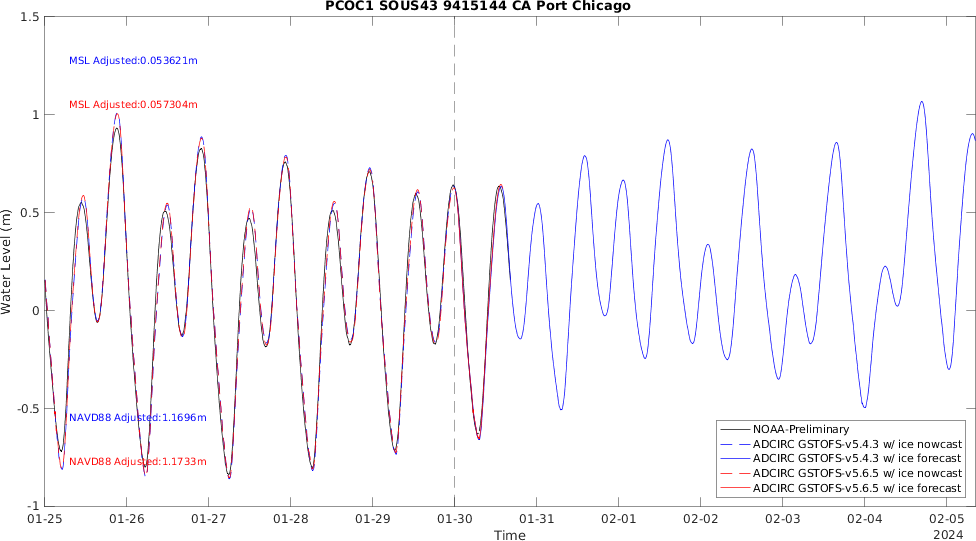 PCOC1 SOUS43 9415144 CA Port Chicago
1.5
1
0.5
0
-0.5
-1
Water Level (m)
MSL Adjusted:0.053621m
MSL Adjusted:0.057304m
NAVD88 Adjusted:1.1696m
NAVD88 Adjusted:1.1733m
NOAA-Preliminary
ADCIRC GSTOFS-v5.4.3 w/ ice nowcast
ADCIRC GSTOFS-v5.4.3 w/ ice forecast
ADCIRC GSTOFS-v5.6.5 w/ ice nowcast
ADCIRC GSTOFS-v5.6.5 w/ ice forecast
01-25 01-26 01-27 01-28 01-29 01-30 01-31 02-01 02-02 02-03 02-04 02-05
2024
Time